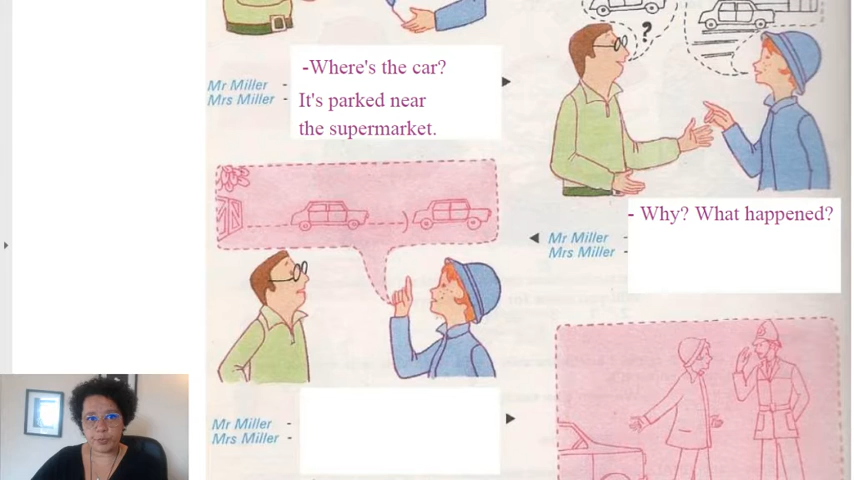 -Where's the car?
Mr Miller -
Mrs Miller - It's parked near
the supermarket.
?
- Why? What happened?
Mr Miller -
Mrs Miller -
Mr Miller -
Mrs Miller -